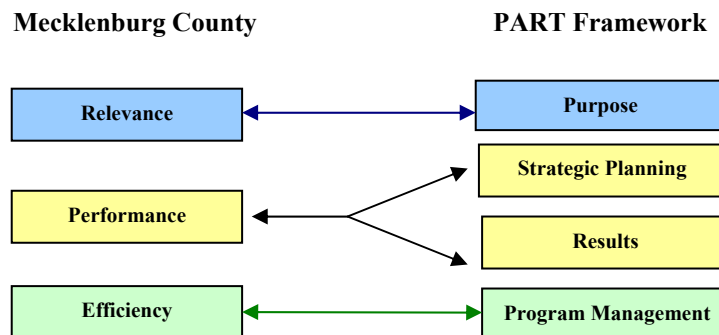 Mecklenburg County
PART Framework
Relevance
Purpose
Strategic Planning
Performance
Results
Efficiency
Program Management